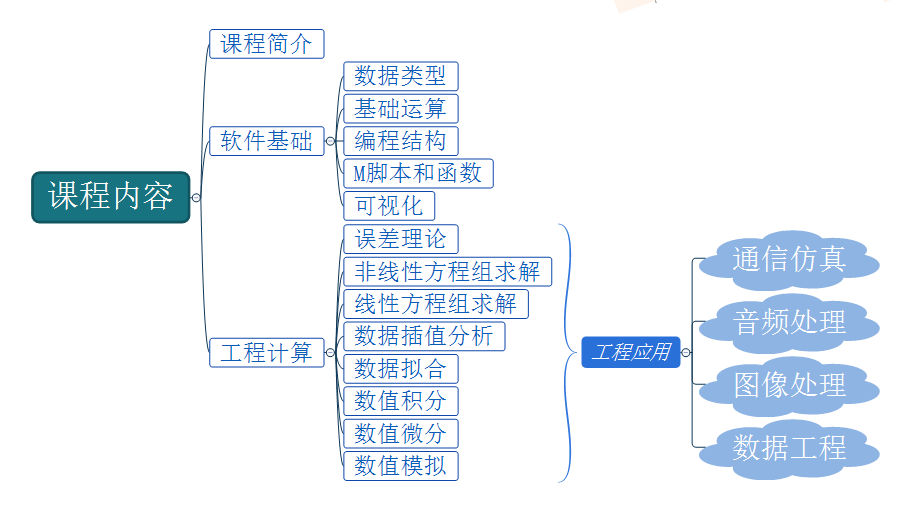 课程内容
课程简介
软件基础
数据类型
基础运算
编程结构
M脚本和函数
可视化
工程计算
误差理论
非线性方程组求解
线性方程组求解
数据插值分析
数据拟合
数值积分
数值微分
数值模拟
工程应用
通信仿真
音频处理
图像处理
数据工程